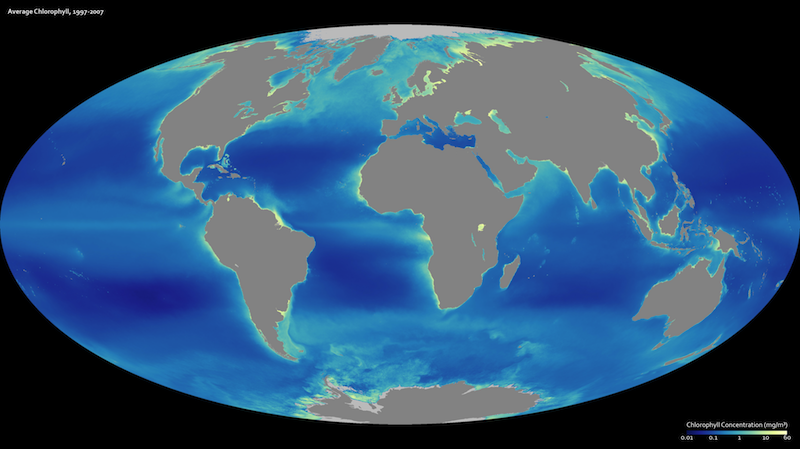 Average Chlorophyll, 1997-2007
Chlorophyll Concentration (mg/m³)
0.01 0.1 1 10 60